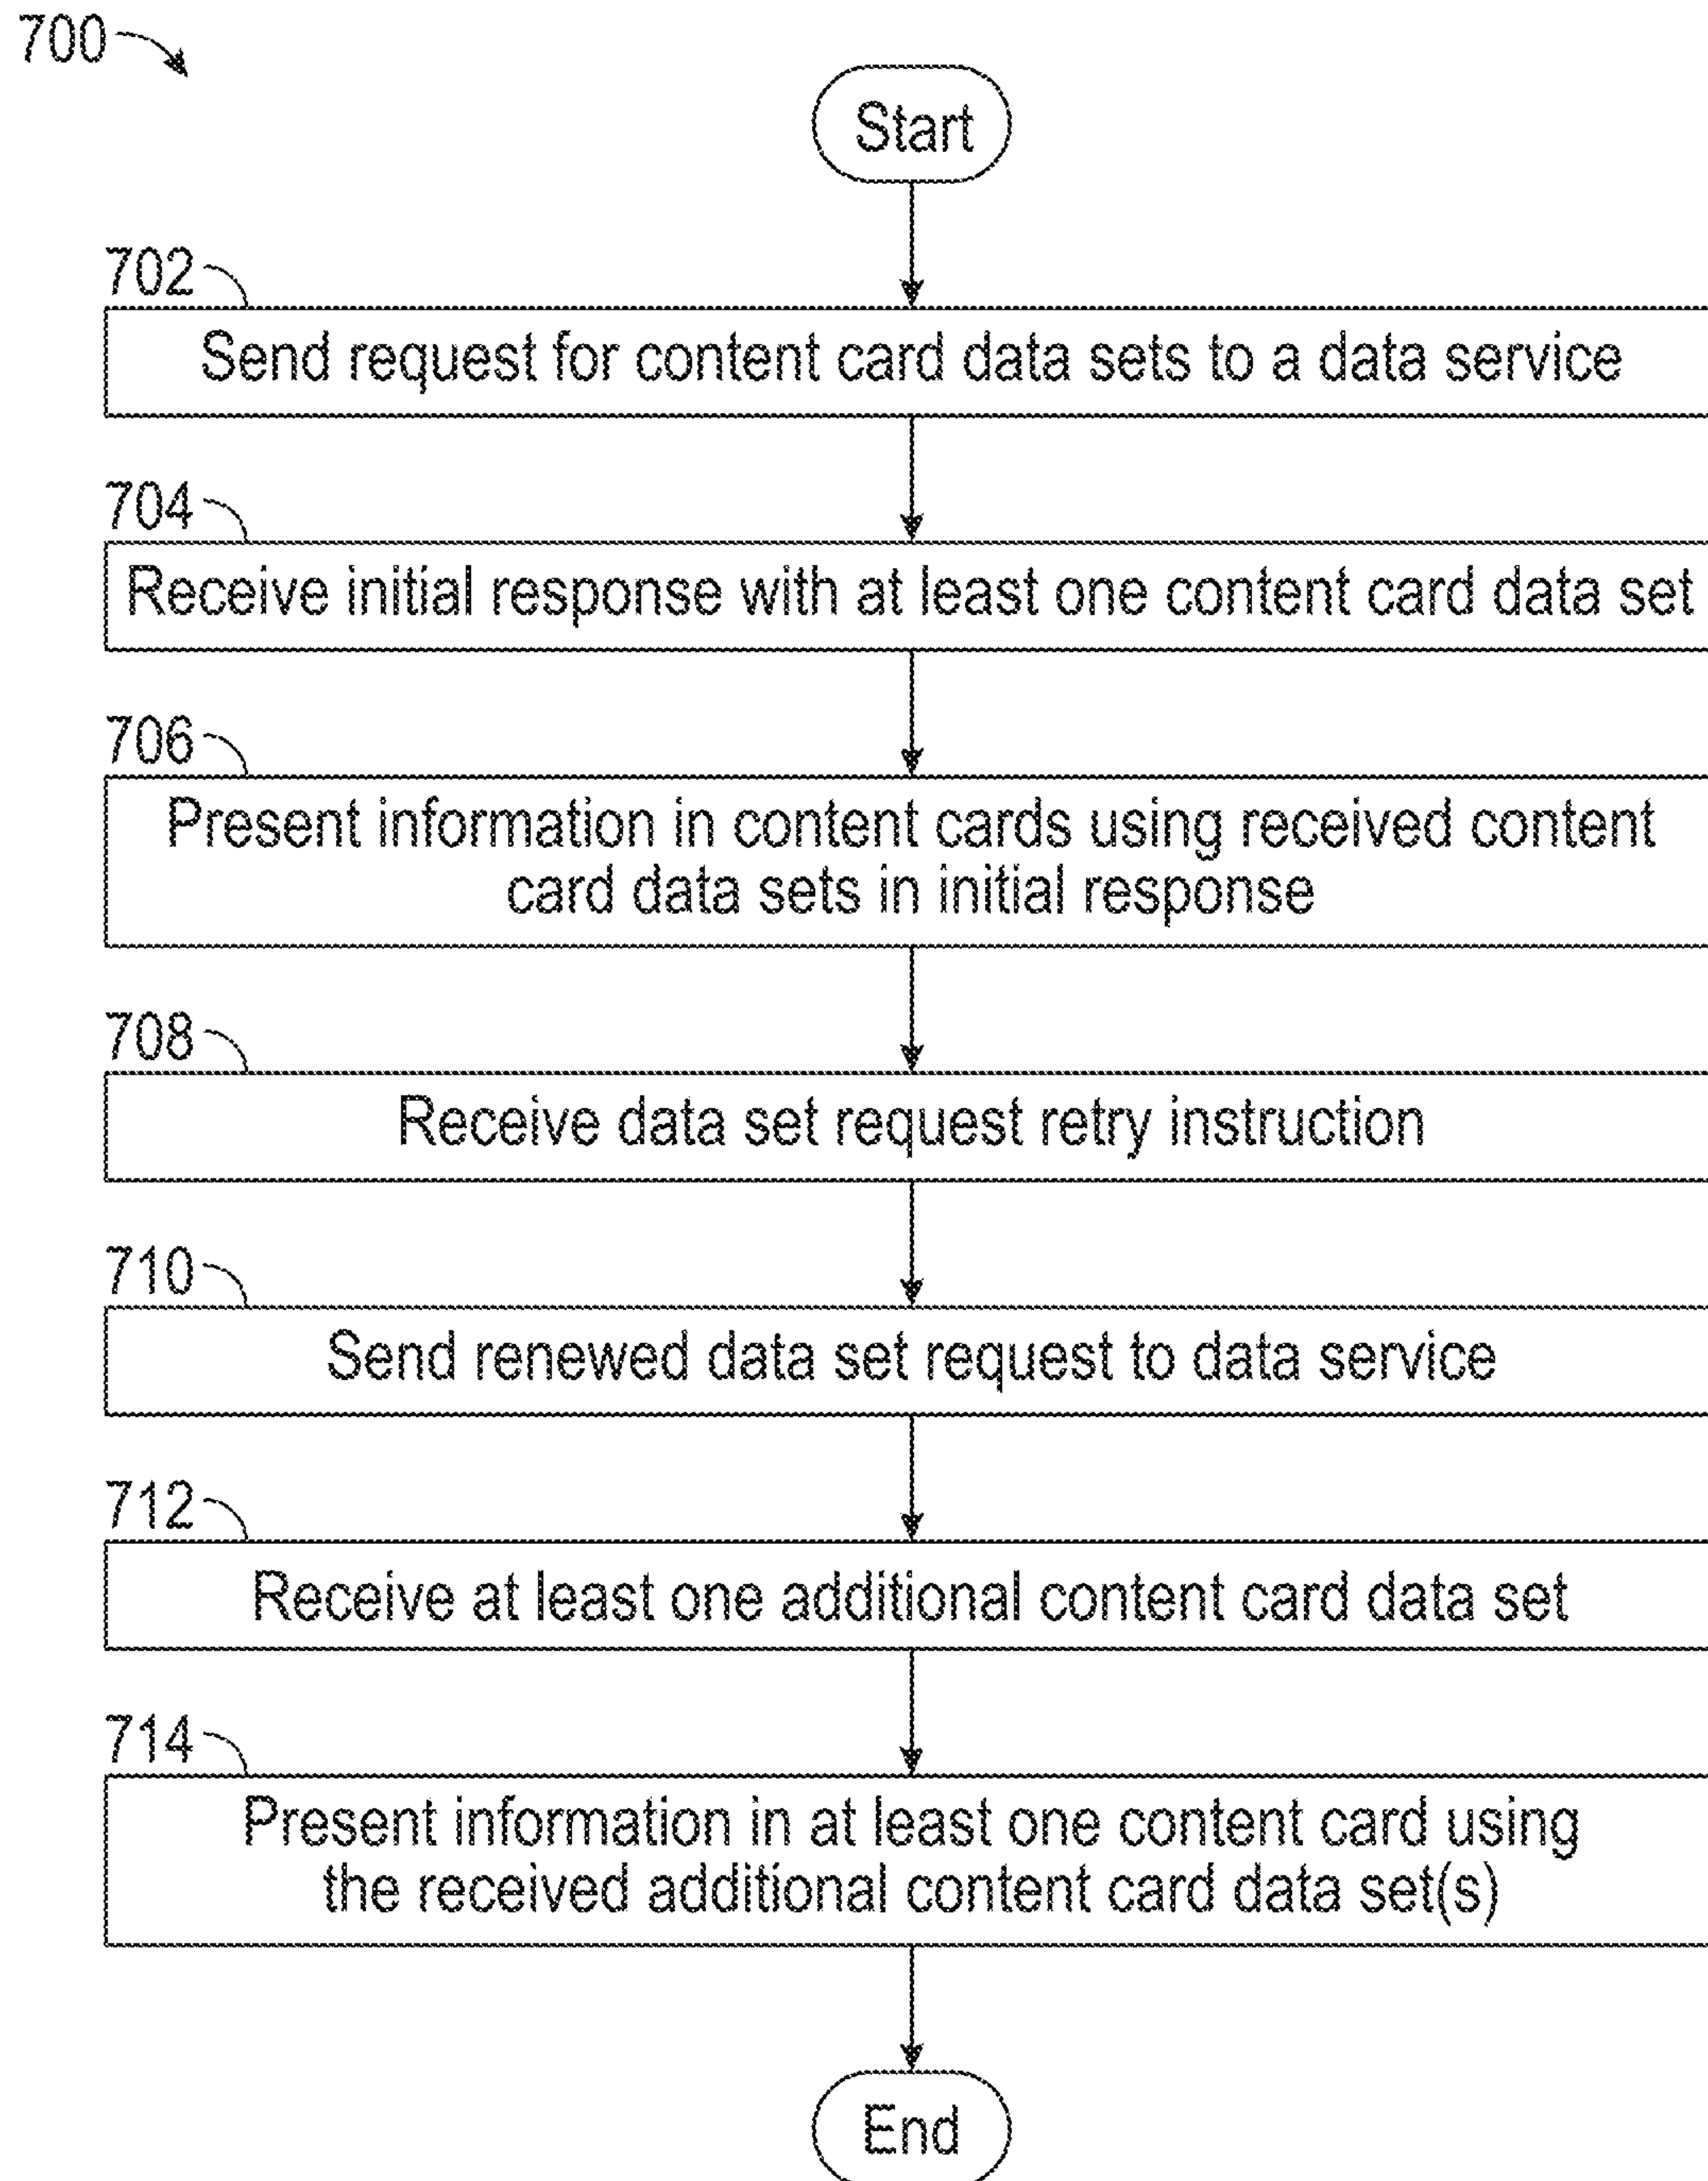 700
Start
702
Send request for content card data sets to a data service
704
Receive initial response with at least one content card data set
706
Present information in content cards using received content
card data sets in initial response
708
Receive data set request retry instruction
710
Send renewed data set request to data service
712
Receive at least one additional content card data set
714
Present information in at least one content card using
the received additional content card data set(s)
End